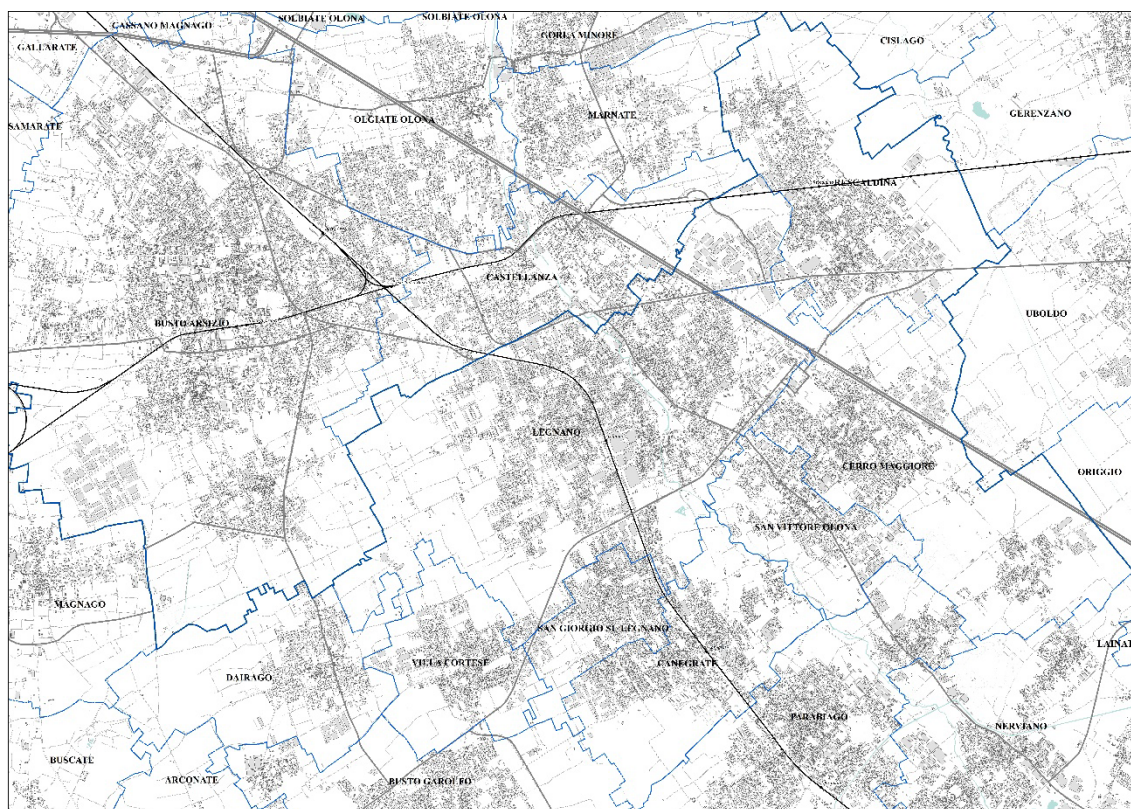 SOLBIATE OLONA
SOLBIATE OLONA
CASSANO MAGNAGO
GORLA MINORE
CISLAGO
GALLARATE
GERENZANO
MARNATE
OLGIATE OLONA
SAMARATE
RESCALDINA
CASTELLANZA
UBOLDO
BUSTO ARSIZIO
LEGNANO
CERRO MAGGIORE
ORIGGIO
SAN VITTORE OLONA
MAGNAGO
SAN GIORGIO SU LEGNANO
LAINAT
VILLA CORTESE
CANEGRATE
DAIRAGO
PARABIAGO
NERVIANO
BUSCATE
ARCONATE
BUSTO GAROLFO